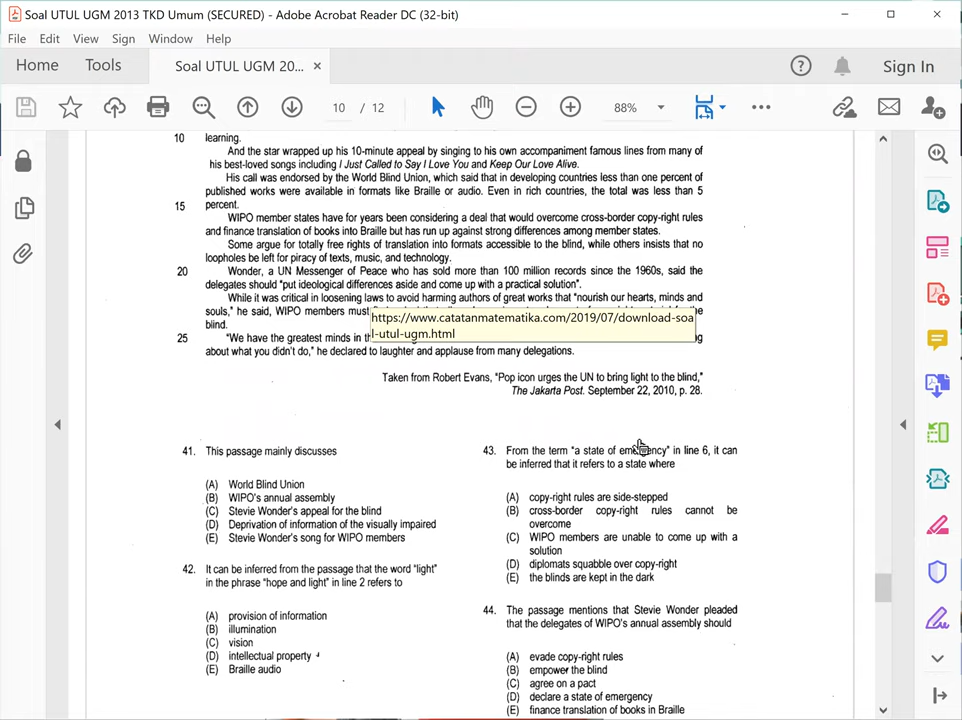 Soal UTUL UGM 2013 TKD Umum (SECURED) - Adobe Acrobat Reader DC (32-bit)
File Edit View Sign Window Help
Home Tools Soal UTUL UGM 20... × Sign In
10 / 12 88%
10 learning.
And the star wrapped up his 10-minute appeal by singing to his own accompaniment famous lines from many of
his best-loved songs including I Just Called to Say I Love You and Keep Our Love Alive.
His call was endorsed by the World Blind Union, which said that in developing countries less than one percent of
published works were available in formats like Braille or audio. Even in rich countries, the total was less than 5
15 percent.
WIPO member states have for years been considering a deal that would overcome cross-border copy-right rules
and finance translation of books into Braille but has run up against strong differences among member states.
Some argue for totally free rights of translation into formats accessible to the blind, while others insists that no
loopholes be left for piracy of texts, music, and technology.
20 Wonder, a UN Messenger of Peace who has sold more than 100 million records since the 1960s, said the
delegates should "put ideological differences aside and come up with a practical solution".
While it was critical in loosening laws to avoid harming authors of great works that "nourish our hearts, minds and
souls," he said, WIPO members must
blind.
25 "We have the greatest minds in
about what you didn't do," he declared to laughter and applause from many delegations.
https://www.catatanmatematika.com/2019/07/download-soa
l-utul-ugm.html
Taken from Robert Evans, "Pop icon urges the UN to bring light to the blind,"
The Jakarta Post. September 22, 2010, p. 28.
41. This passage mainly discusses
(A) World Blind Union
(B) WIPO's annual assembly
(C) Stevie Wonder's appeal for the blind
(D) Deprivation of information of the visually impaired
(E) Stevie Wonder's song for WIPO members
42. It can be inferred from the passage that the word "light"
in the phrase "hope and light" in line 2 refers to
(A) provision of information
(B) illumination
(C) vision
(D) intellectual property
(E) Braille audio
43. From the term "a state of emergency" in line 6, it can
be inferred that it refers to a state where
(A) copy-right rules are side-stepped
(B) cross-border copy-right rules cannot be
overcome
(C) WIPO members are unable to come up with a
solution
(D) diplomats squabble over copy-right
(E) the blinds are kept in the dark
44. The passage mentions that Stevie Wonder pleaded
that the delegates of WIPO's annual assembly should
(A) evade copy-right rules
(B) empower the blind
(C) agree on a pact
(D) declare a state of emergency
(E) finance translation of books in Braille